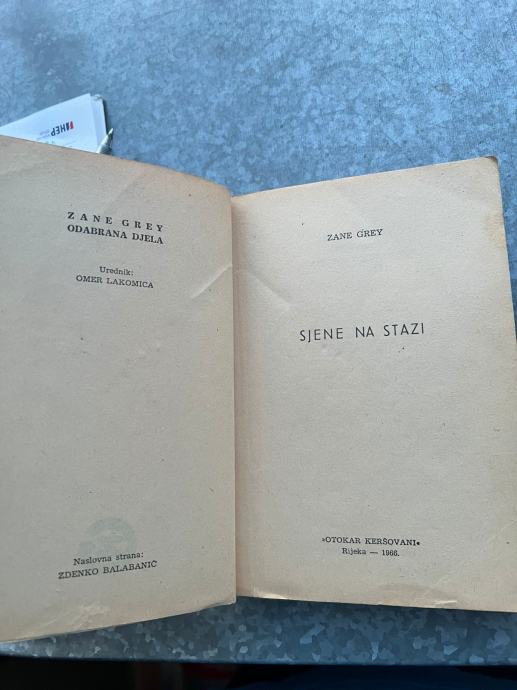 HEP
ZANE GREY
ODABRANA DJELA
Urednik:
OMER LAKOMICA
Naslovna strana:
ZDENKO BALABANIĆ
ZANE GREY
SJENE NA STAZI
»OTOKAR KERŠOVANI«
Rijeka — 1966.